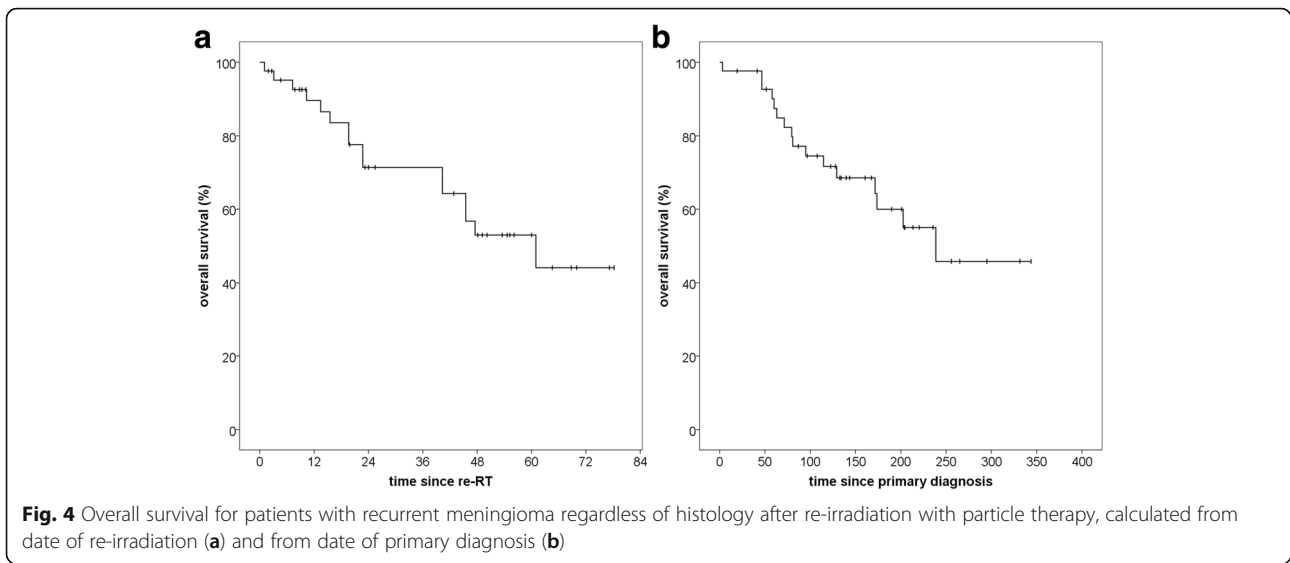 a
b
100
80
60
40
20
0
overall survival (%)
0 12 24 36 48 60 72 84
time since re-RT
100
80
60
40
20
0
overall survival (%)
0 50 100 150 200 250 300 350 400
time since primary diagnosis
Fig. 4 Overall survival for patients with recurrent meningioma regardless of histology after re-irradiation with particle therapy, calculated from
date of re-irradiation (a) and from date of primary diagnosis (b)